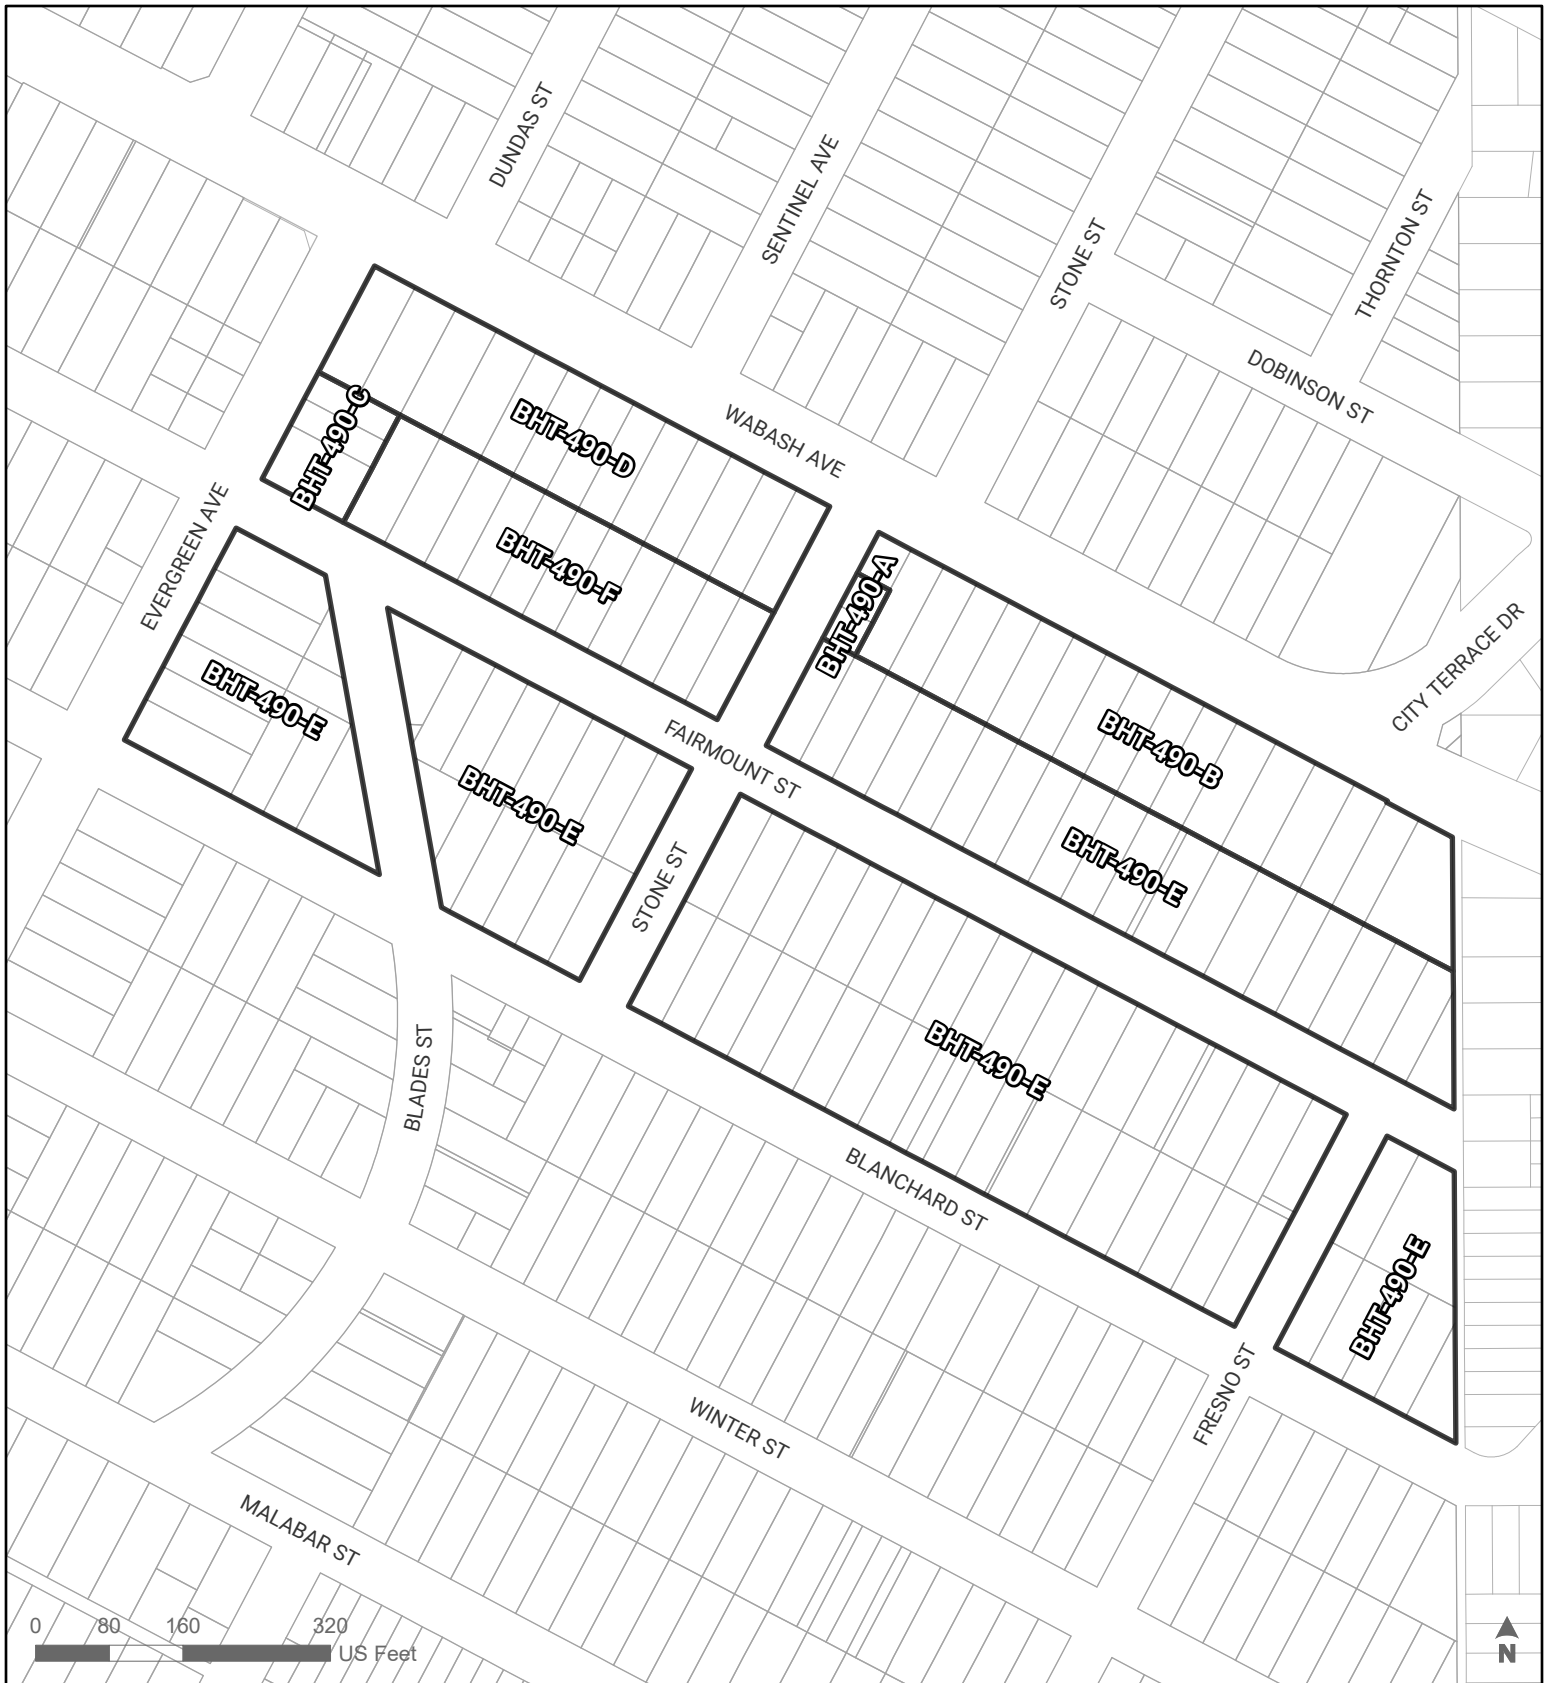 DUNDAS ST
SENTINEL AVE
STONE ST
THORNTON ST
DOBINSON ST
WABASH AVE
BHT-490-C
BHT-490-D
BHT-490-F
EVERGREEN AVE
BHT-490-A
CITY TERRACE DR
BHT-490-E
BHT-490-B
FAIRMOUNT ST
BHT-490-E
BHT-490-E
STONE ST
BHT-490-E
BLADES ST
BLANCHARD ST
BHT-490-E
FRESNO ST
WINTER ST
MALABAR ST
0 80 160 320
US Feet
N